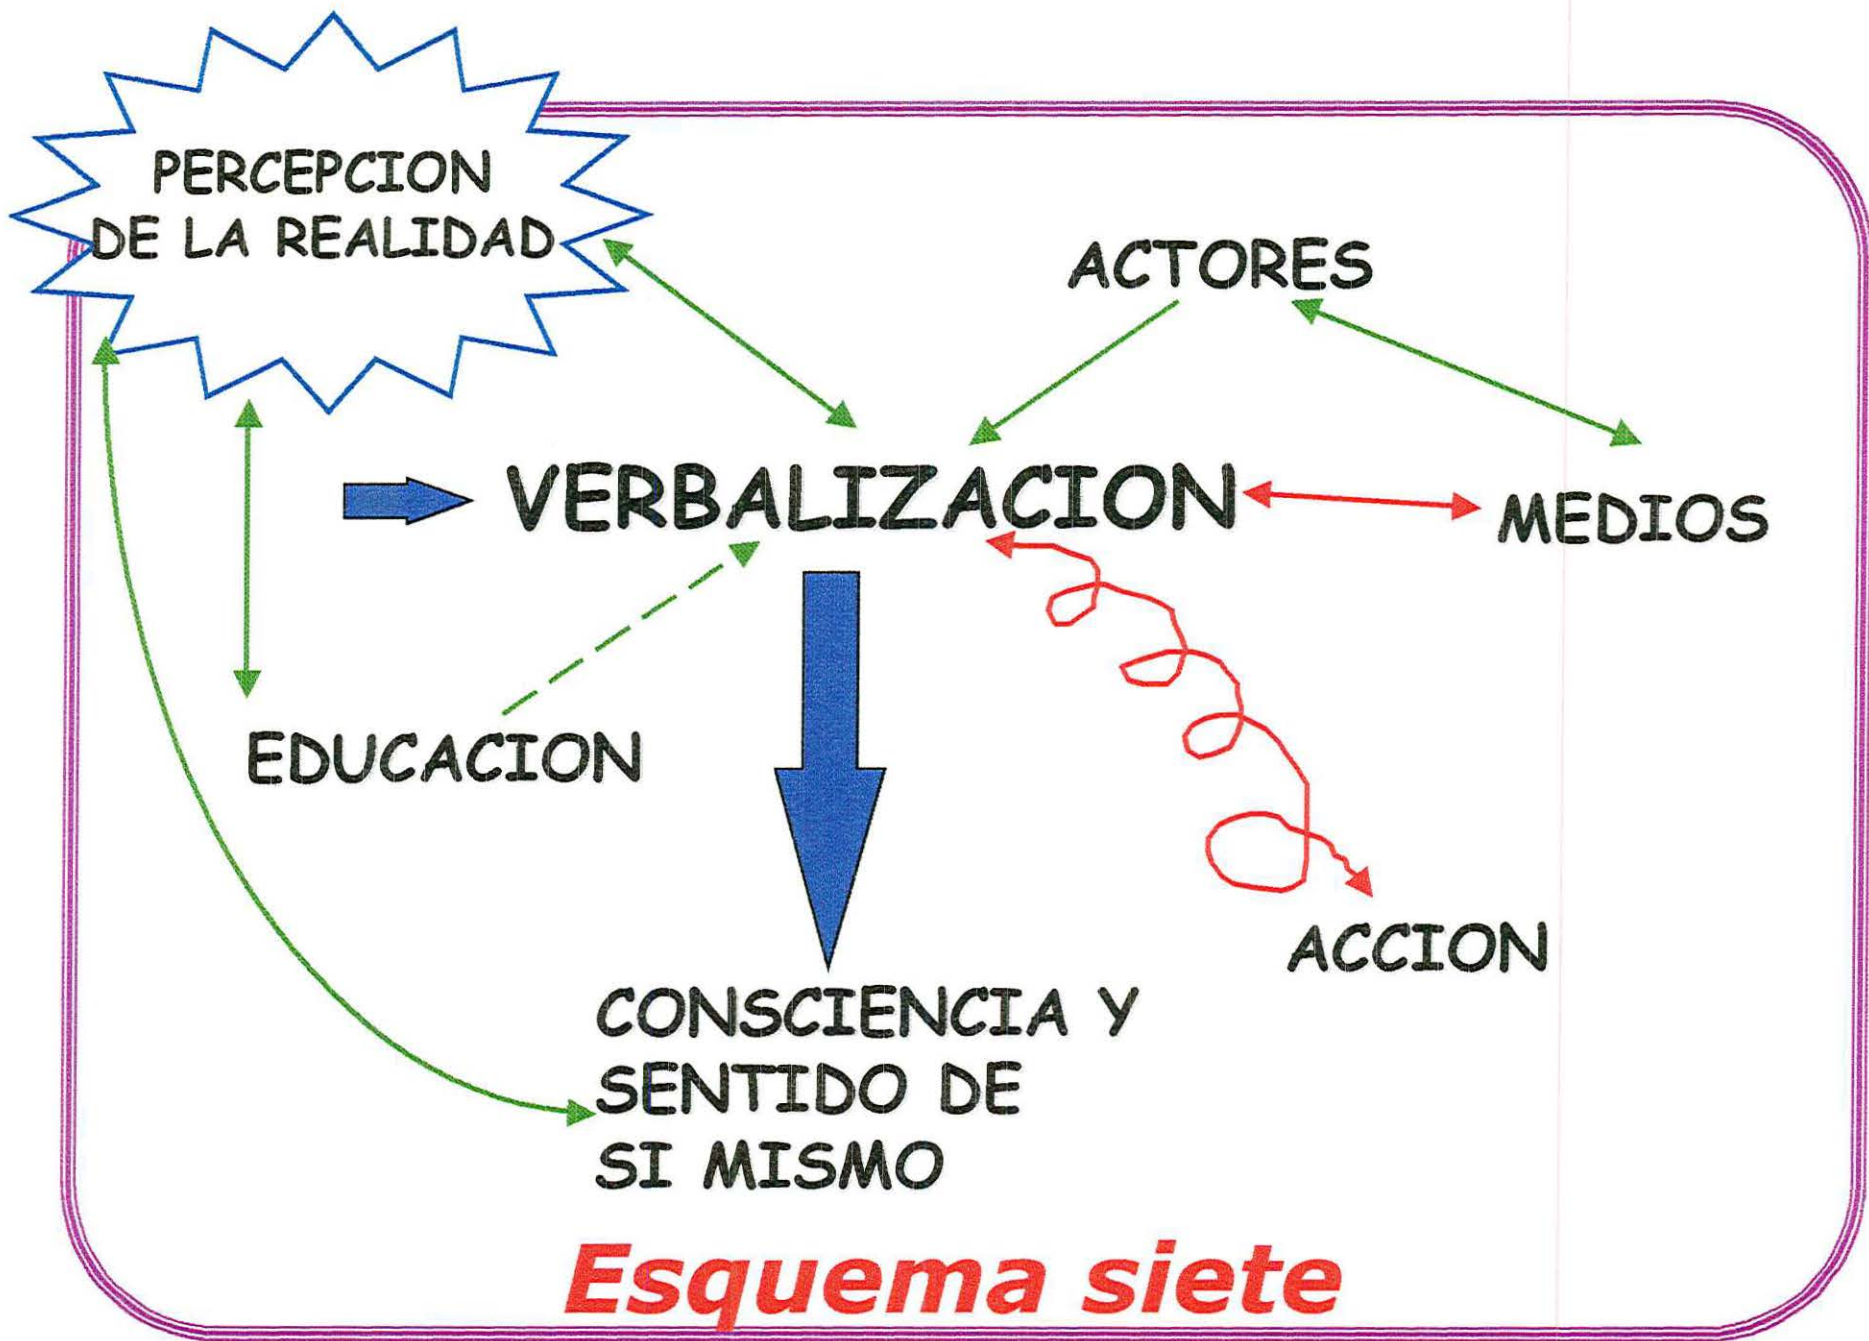 PERCEPCION
DE LA REALIDAD
ACTORES
VERBALIZACION
MEDIOS
EDUCACION
ACCION
CONSCIENCIA Y
SENTIDO DE
SI MISMO
Esquema siete